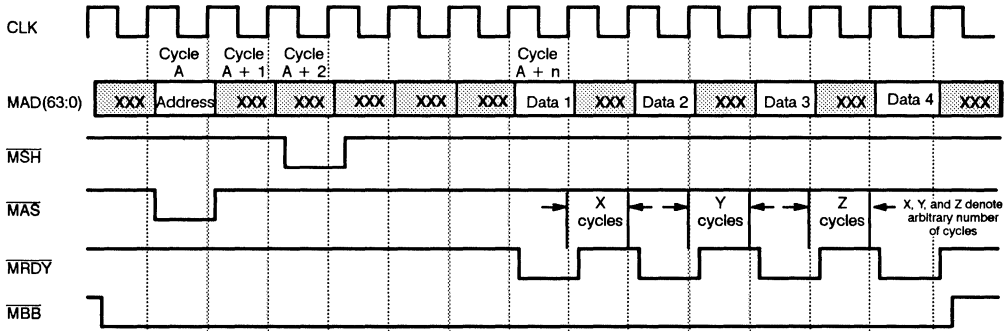 CLK
Cycle A
Cycle A + 1
Cycle A + 2
Cycle A + n
MAD(63:0)
XXX Address XXX XXX XXX XXX XXX Data 1 XXX Data 2 XXX Data 3 XXX Data 4 XXX
MSH
MAS
X cycles
Y cycles
Z cycles
X, Y, and Z denote
arbitrary number
of cycles
MRDY
MBB